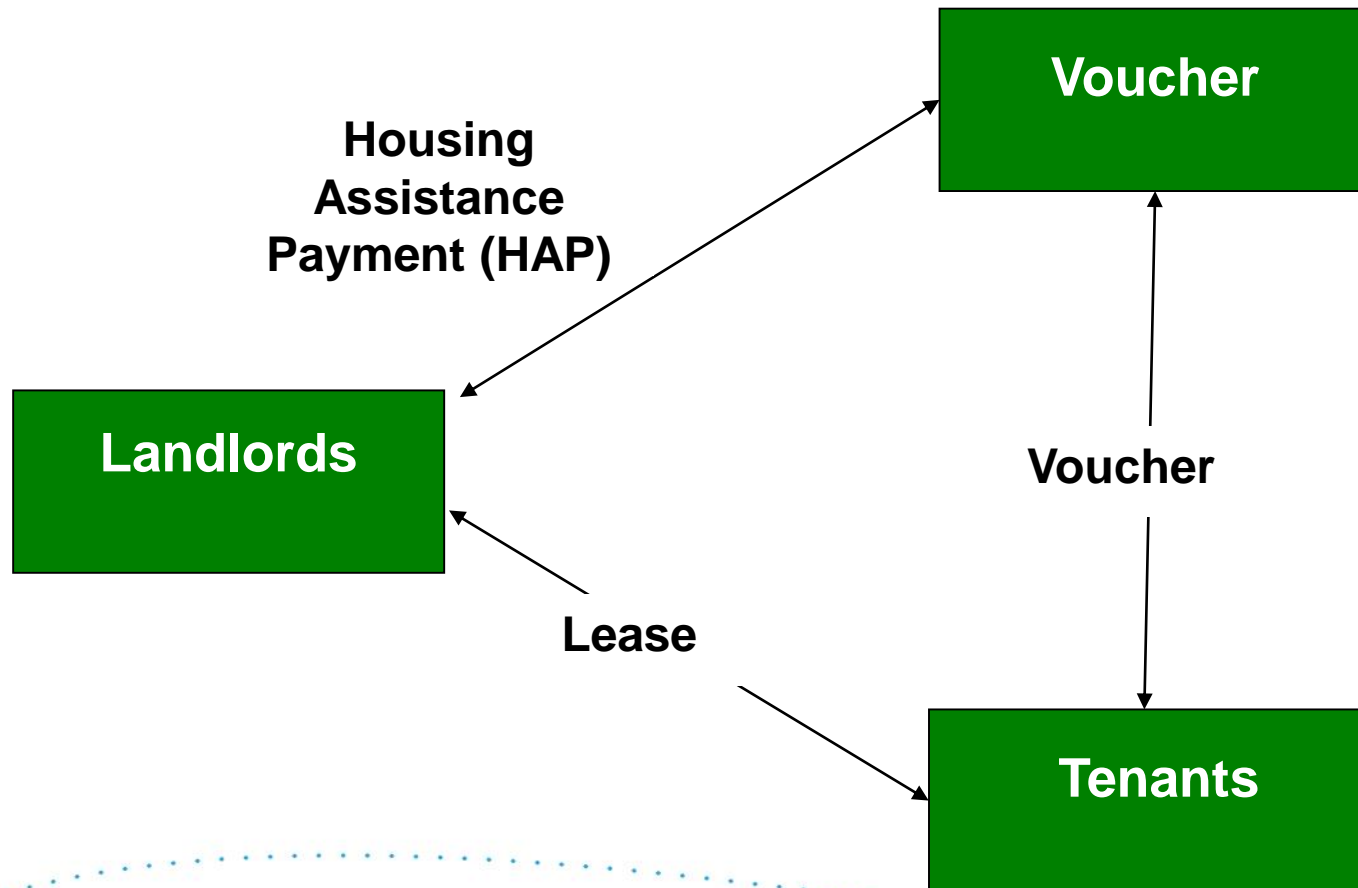 Voucher
Housing
Assistance
Payment (HAP)
Landlords
Voucher
Lease
Tenants